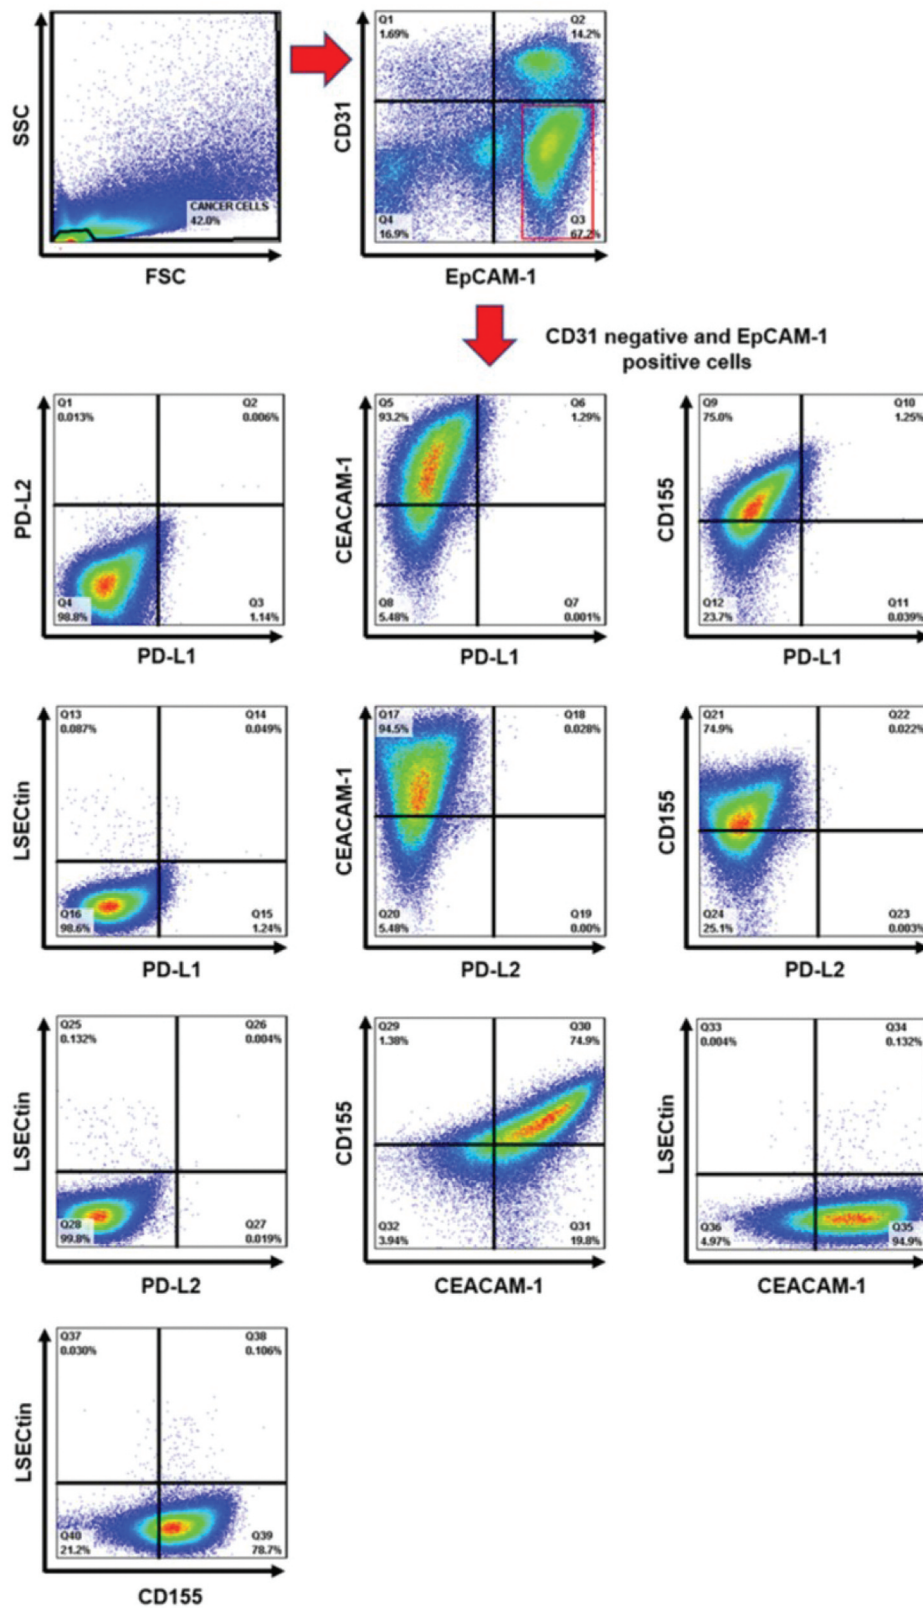 Q1
1.69%
Q2
14.2%
SSC
CD31
CANCER CELLS
42.0%
Q4
16.9%
Q3
67.2%
FSC
EpCAM-1
CD31 negative and EpCAM-1
positive cells
Q1
0.013%
Q2
0.006%
PD-L2
Q4
98.8%
Q3
1.14%
PD-L1
Q5
93.2%
Q6
1.29%
CEACAM-1
Q8
5.48%
Q7
0.001%
PD-L1
Q9
75.0%
Q10
1.25%
CD155
Q12
23.7%
Q11
0.039%
PD-L1
Q13
0.087%
Q14
0.049%
LSECtin
Q16
98.6%
Q15
1.24%
PD-L1
Q17
94.5%
Q18
0.028%
CEACAM-1
Q20
5.48%
Q19
0.00%
PD-L2
Q21
74.9%
Q22
0.022%
CD155
Q24
25.1%
Q23
0.003%
PD-L2
Q25
0.132%
Q26
0.004%
LSECtin
Q28
99.8%
Q27
0.019%
PD-L2
Q29
1.38%
Q30
74.9%
CD155
Q32
3.94%
Q31
19.8%
CEACAM-1
Q33
0.004%
Q34
0.132%
LSECtin
Q36
4.97%
Q35
94.9%
CEACAM-1
Q37
0.030%
Q38
0.106%
LSECtin
Q40
21.2%
Q39
78.7%
CD155